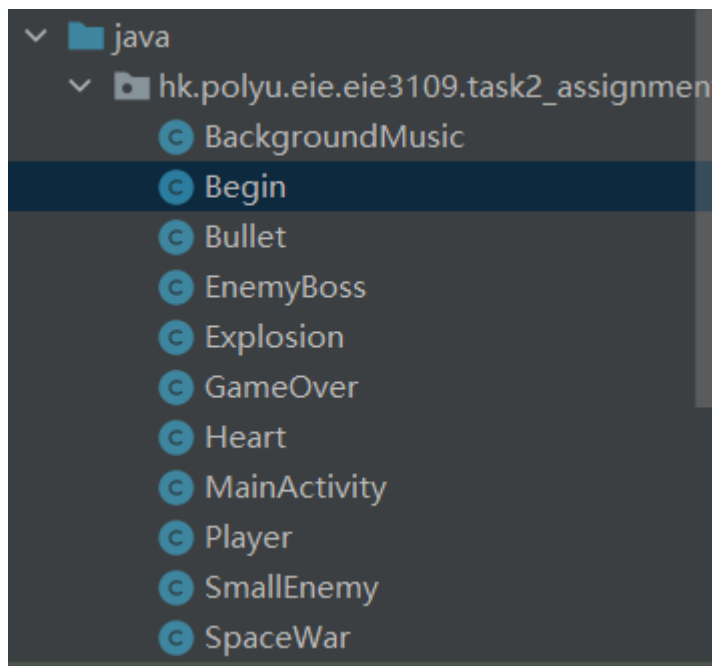 java
hk.polyu.eie.eie3109.task2_assignmen
BackgroundMusic
Begin
Bullet
EnemyBoss
Explosion
GameOver
Heart
MainActivity
Player
SmallEnemy
SpaceWar